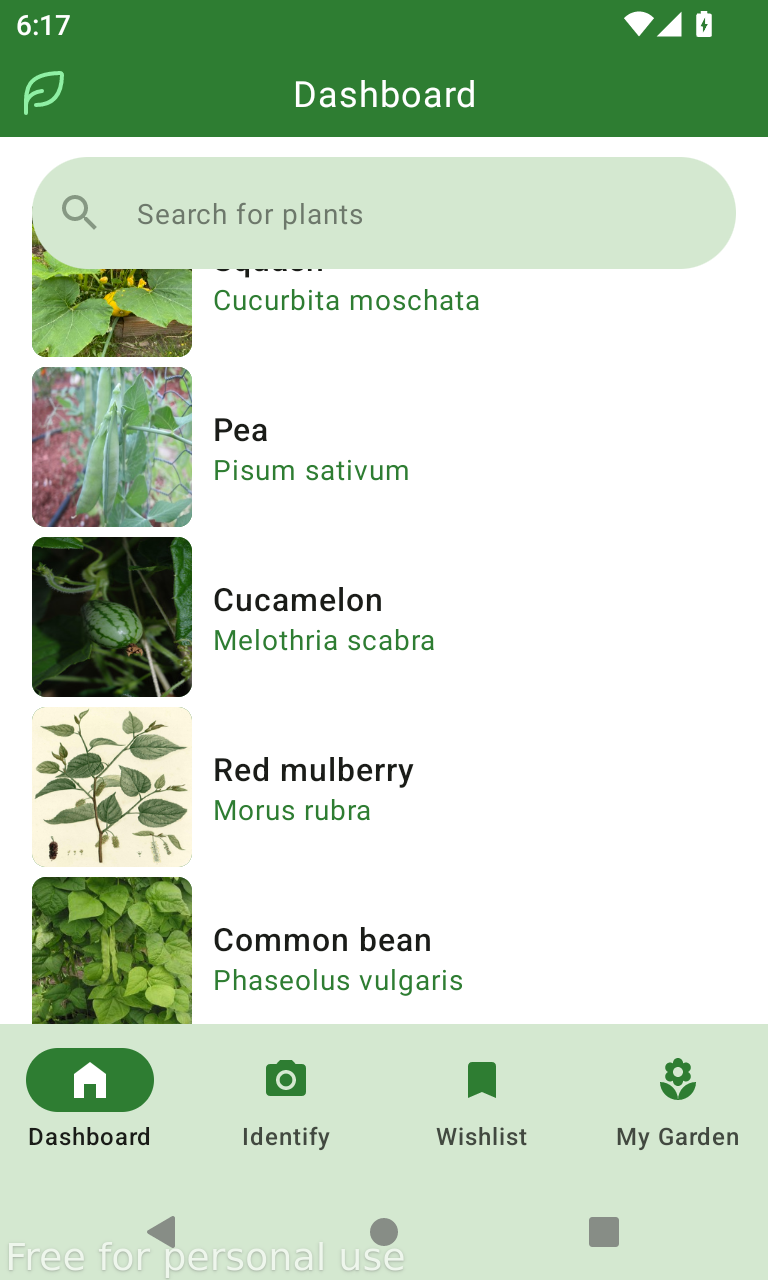 6:17
Dashboard
Search for plants
Cucurbita moschata
Pea
Pisum sativum
Cucamelon
Melothria scabra
Red mulberry
Morus rubra
Common bean
Phaseolus vulgaris
Dashboard
Identify
Wishlist
My Garden
Free for personal use